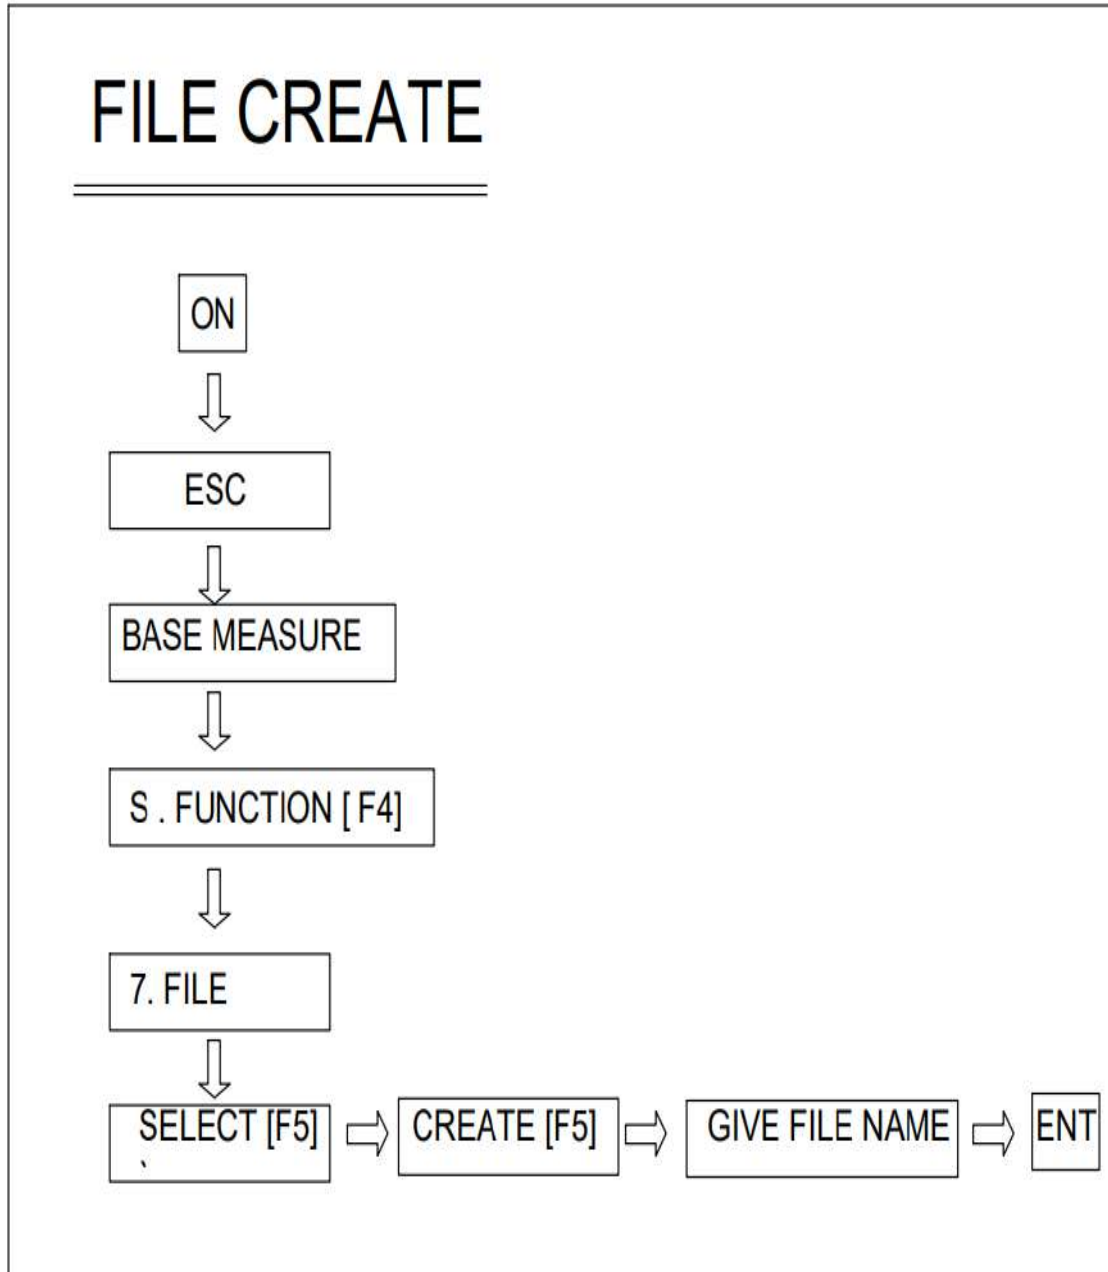 FILE CREATE
ON
ESC
BASE MEASURE
S . FUNCTION [ F4]
7. FILE
SELECT [F5]
`
CREATE [F5]
GIVE FILE NAME
ENT